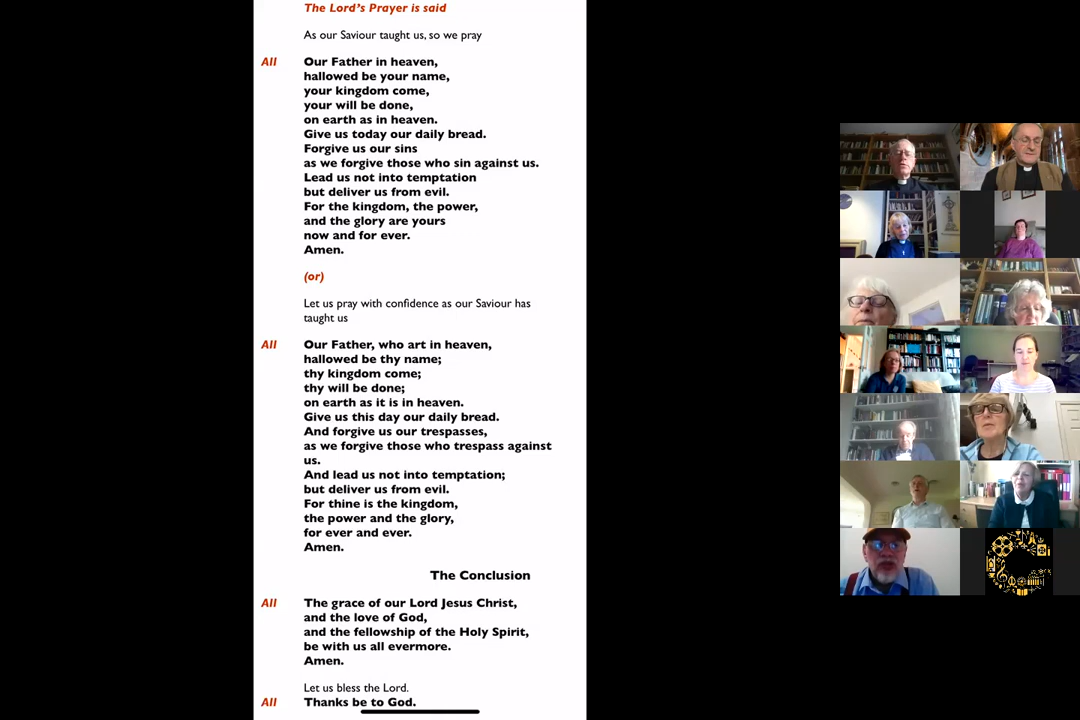 The Lord's Prayer is said
As our Saviour taught us, so we pray
All Our Father in heaven,
hallowed be your name,
your kingdom come,
your will be done,
on earth as in heaven.
Give us today our daily bread.
Forgive us our sins
as we forgive those who sin against us.
Lead us not into temptation
but deliver us from evil.
For the kingdom, the power,
and the glory are yours
now and for ever.
Amen.
(or)
Let us pray with confidence as our Saviour has
taught us
All Our Father, who art in heaven,
hallowed be thy name;
thy kingdom come;
thy will be done;
on earth as it is in heaven.
Give us this day our daily bread.
And forgive us our trespasses,
as we forgive those who trespass against
us.
And lead us not into temptation;
but deliver us from evil.
For thine is the kingdom,
the power and the glory,
for ever and ever.
Amen.
The Conclusion
All The grace of our Lord Jesus Christ,
and the love of God,
and the fellowship of the Holy Spirit,
be with us all evermore.
Amen.
Let us bless the Lord.
All Thanks be to God.